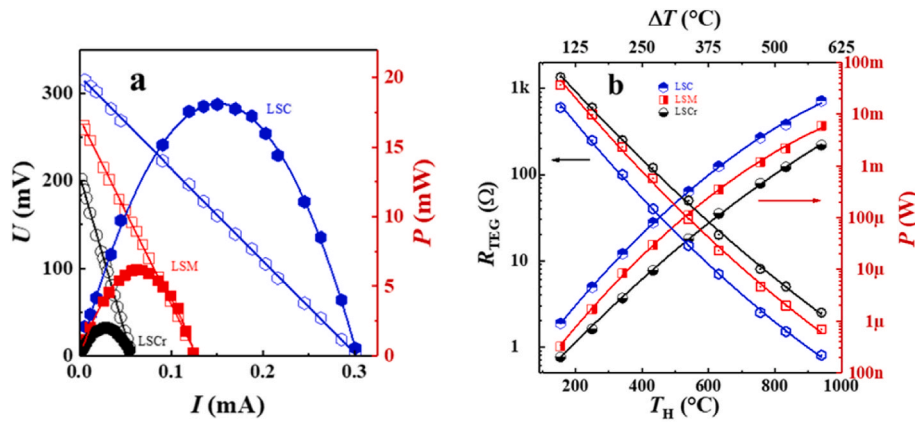 a
300
200
100
0
U (mV)
20
15
10
5
0
P (mW)
LSC
LSM
LSCr
0.0
0.1
0.2
0.3
I (mA)
ΔT (°C)
125
250
375
500
625
b
LSC
LSM
LSCr
1k
100
10
1
R_TEG (Ω)
100m
10m
1m
100μ
10μ
1μ
100n
P (W)
200
400
600
800
1000
T_H (°C)